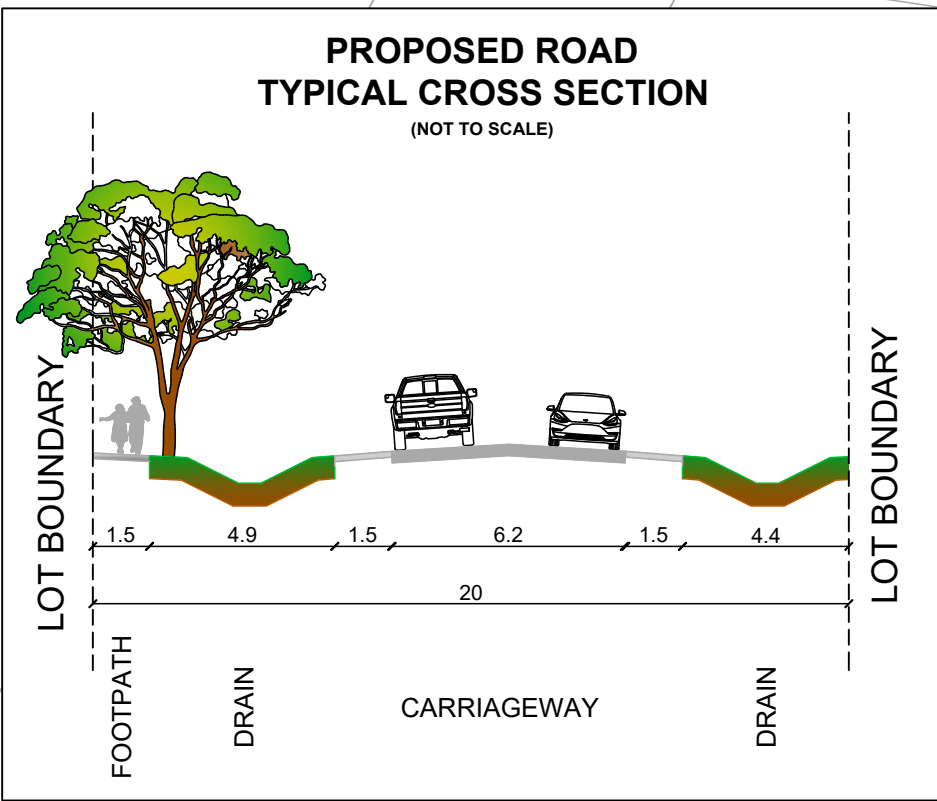 PROPOSED ROAD
TYPICAL CROSS SECTION
(NOT TO SCALE)
LOT BOUNDARY
LOT BOUNDARY
1.5 4.9 1.5 6.2 1.5 4.4
20
FOOTPATH
DRAIN
CARRIAGEWAY
DRAIN